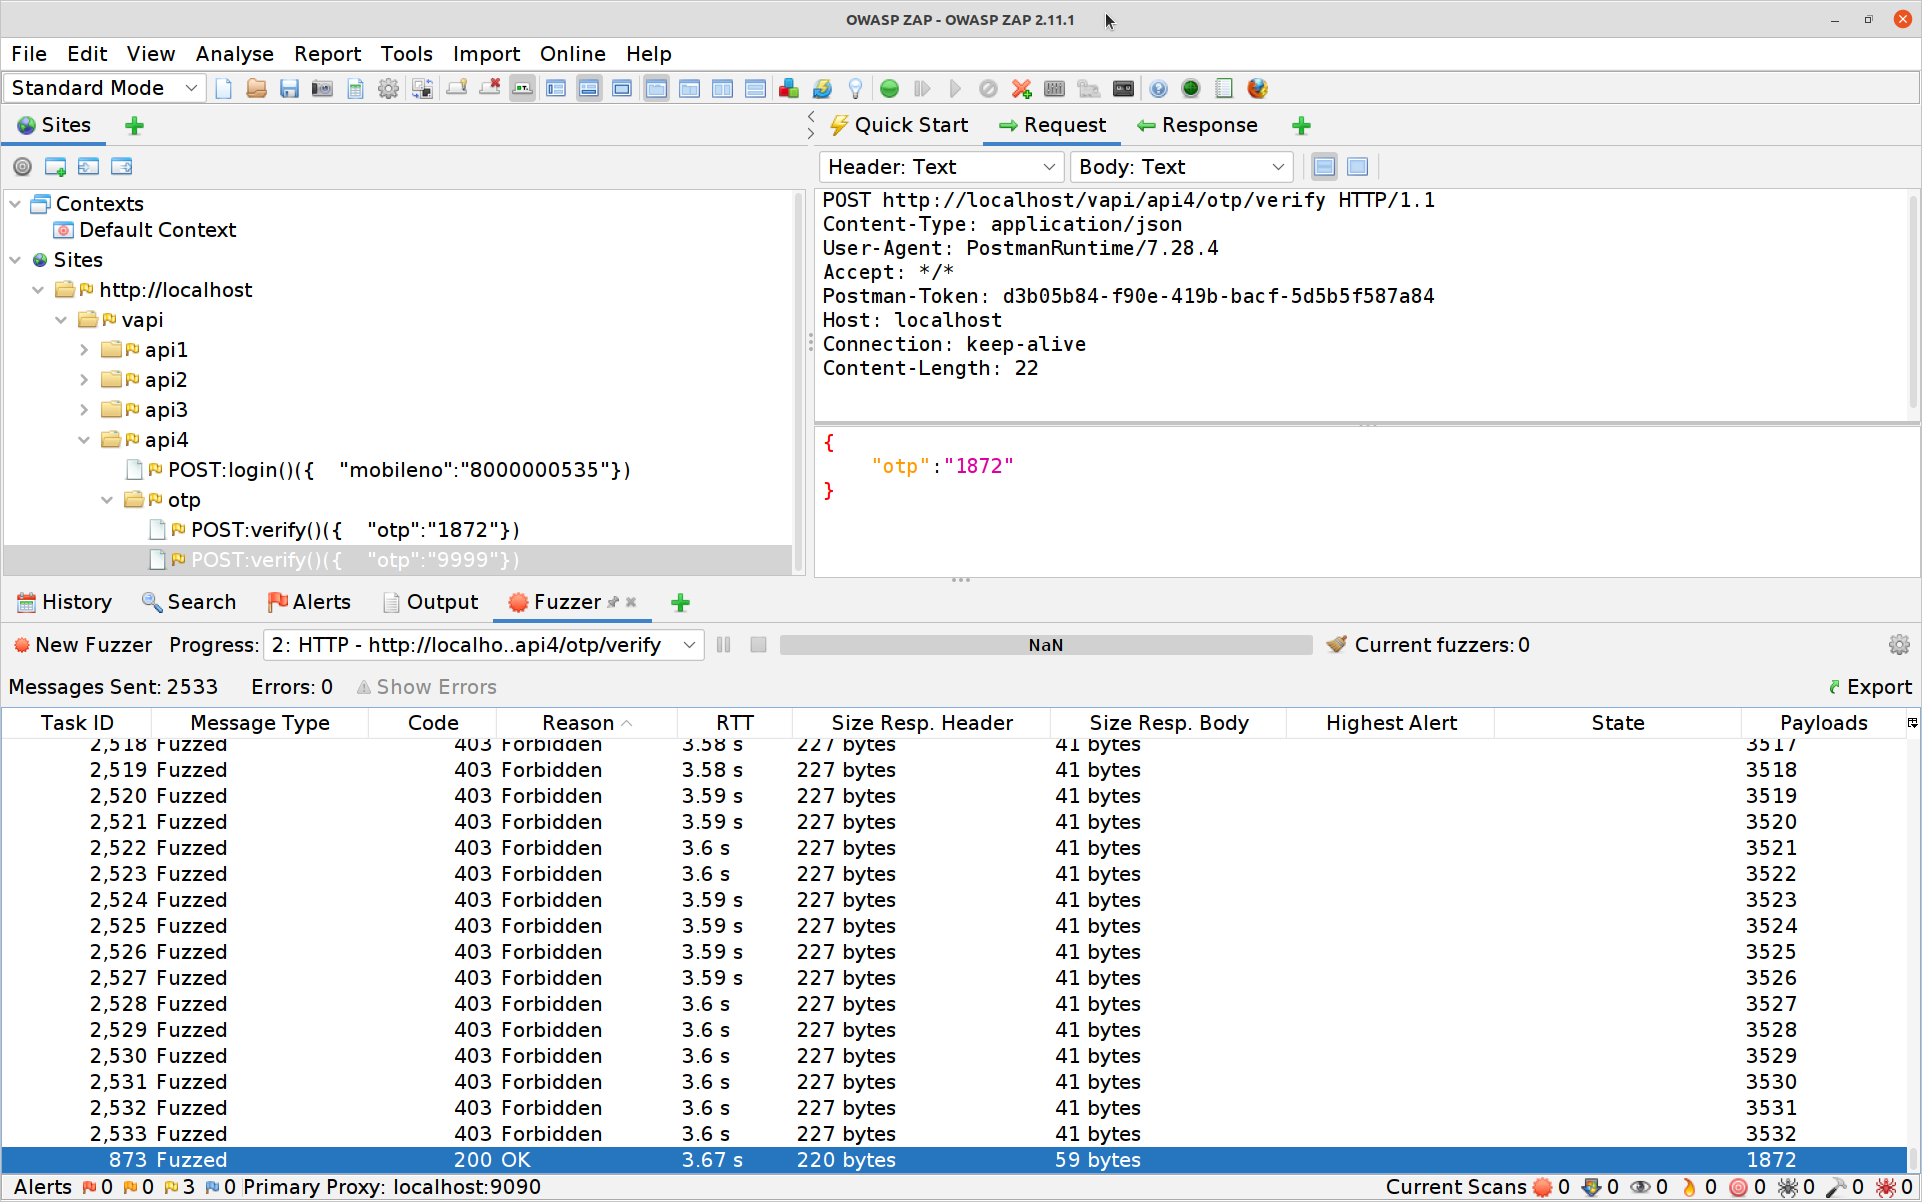 OWASP ZAP - OWASP ZAP 2.11.1
File Edit View Analyse Report Tools Import Online Help
Standard Mode
Sites
Quick Start Request Response
Header: Text Body: Text
Contexts
Default Context
Sites
http://localhost
vapi
api1
api2
api3
api4
POST:login()({ "mobileno":"8000000535"})
otp
POST:verify()({ "otp":"1872"})
POST:verify()({ "otp":"9999"})
POST http://localhost/vapi/api4/otp/verify HTTP/1.1
Content-Type: application/json
User-Agent: PostmanRuntime/7.28.4
Accept: */*
Postman-Token: d3b05b84-f90e-419b-bacf-5d5b5f587a84
Host: localhost
Connection: keep-alive
Content-Length: 22
{
"otp":"1872"
}
History Search Alerts Output Fuzzer
New Fuzzer Progress: 2: HTTP - http://localho..api4/otp/verify NaN Current fuzzers:0
Messages Sent: 2533 Errors: 0 Show Errors Export
Task ID Message Type Code Reason RTT Size Resp. Header Size Resp. Body Highest Alert State Payloads
2,518 Fuzzed 403 Forbidden 3.58 s 227 bytes 41 bytes 3517
2,519 Fuzzed 403 Forbidden 3.58 s 227 bytes 41 bytes 3518
2,520 Fuzzed 403 Forbidden 3.59 s 227 bytes 41 bytes 3519
2,521 Fuzzed 403 Forbidden 3.59 s 227 bytes 41 bytes 3520
2,522 Fuzzed 403 Forbidden 3.6 s 227 bytes 41 bytes 3521
2,523 Fuzzed 403 Forbidden 3.6 s 227 bytes 41 bytes 3522
2,524 Fuzzed 403 Forbidden 3.59 s 227 bytes 41 bytes 3523
2,525 Fuzzed 403 Forbidden 3.59 s 227 bytes 41 bytes 3524
2,526 Fuzzed 403 Forbidden 3.59 s 227 bytes 41 bytes 3525
2,527 Fuzzed 403 Forbidden 3.59 s 227 bytes 41 bytes 3526
2,528 Fuzzed 403 Forbidden 3.6 s 227 bytes 41 bytes 3527
2,529 Fuzzed 403 Forbidden 3.6 s 227 bytes 41 bytes 3528
2,530 Fuzzed 403 Forbidden 3.6 s 227 bytes 41 bytes 3529
2,531 Fuzzed 403 Forbidden 3.6 s 227 bytes 41 bytes 3530
2,532 Fuzzed 403 Forbidden 3.6 s 227 bytes 41 bytes 3531
2,533 Fuzzed 403 Forbidden 3.6 s 227 bytes 41 bytes 3532
873 Fuzzed 200 OK 3.67 s 220 bytes 59 bytes 1872
Alerts 0 0 3 0 Primary Proxy: localhost:9090 Current Scans 0 0 0 0 0 0 0 0